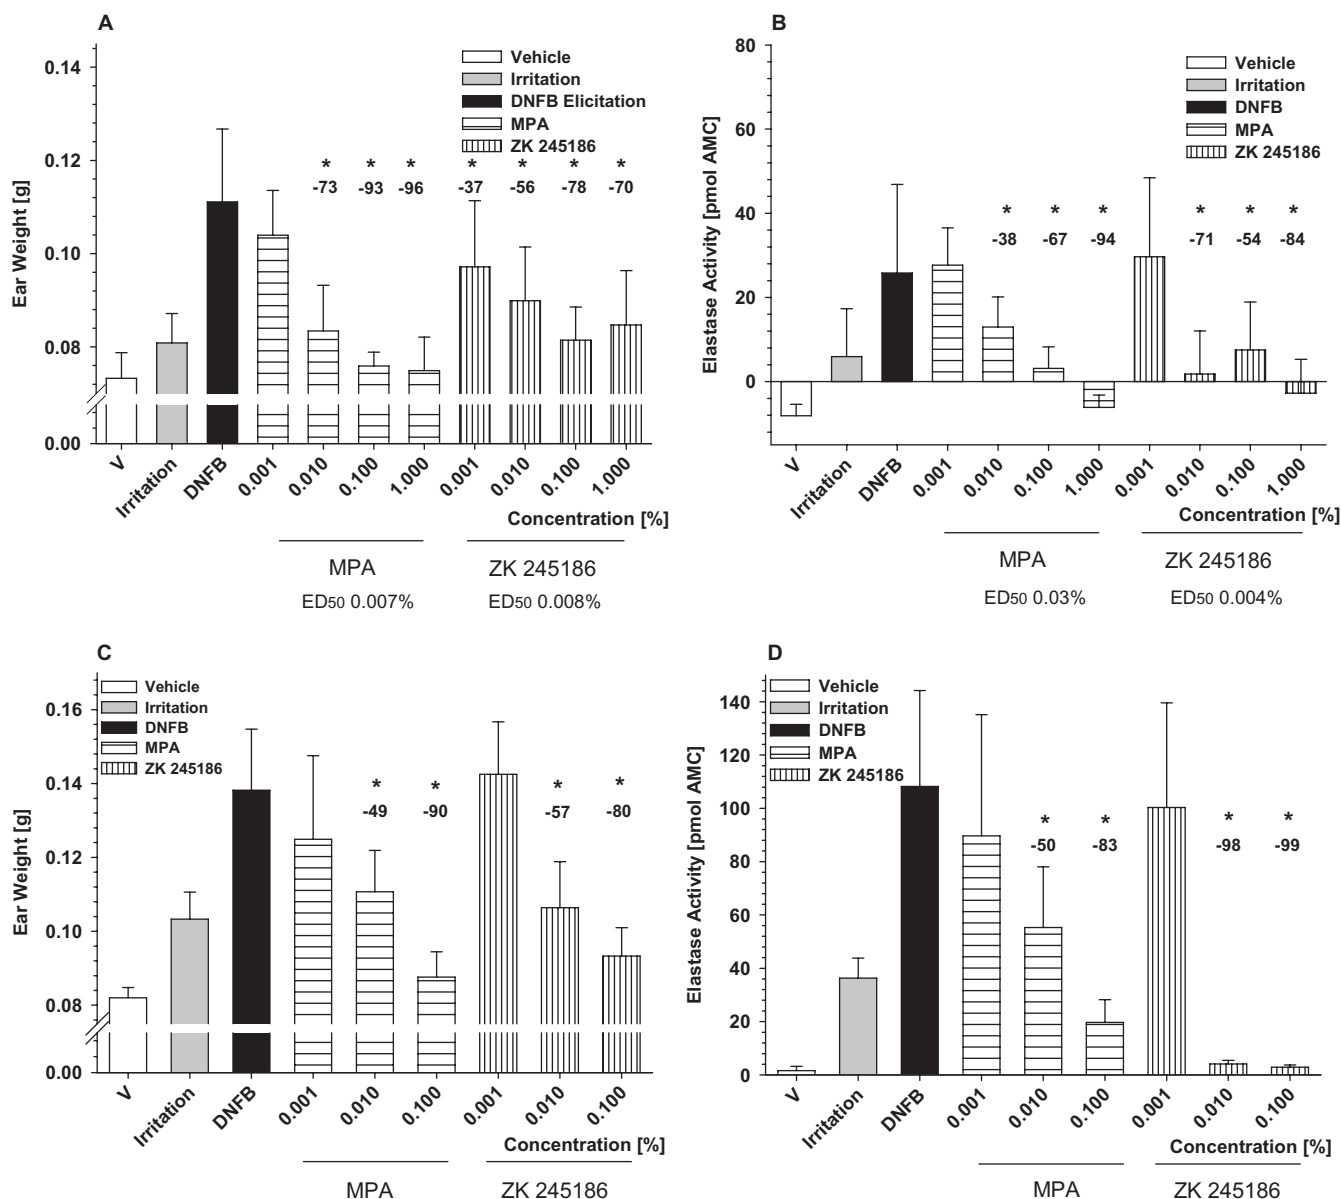 A
Ear Weight [g]
0.14
0.12
0.10
0.08
0.00
Vehicle
Irritation
DNFB Elicitation
MPA
ZK 245186
* * * * * * *
-73 -93 -96 -37 -56 -78 -70
V Irritation DNFB 0.001 0.010 0.100 1.000 0.001 0.010 0.100 1.000
Concentration [%]
MPA ZK 245186
ED50 0.007% ED50 0.008%
B
Elastase Activity [pmol AMC]
80
60
40
20
0
Vehicle
Irritation
DNFB
MPA
ZK 245186
* * * * * *
-38 -67 -94 -71 -54 -84
V Irritation DNFB 0.001 0.010 0.100 1.000 0.001 0.010 0.100 1.000
Concentration [%]
MPA ZK 245186
ED50 0.03% ED50 0.004%
C
Ear Weight [g]
0.16
0.14
0.12
0.10
0.08
0.00
Vehicle
Irritation
DNFB
MPA
ZK 245186
* * * *
-49 -90 -57 -80
V Irritation DNFB 0.001 0.010 0.100 0.001 0.010 0.100
Concentration [%]
MPA ZK 245186
D
Elastase Activity [pmol AMC]
140
120
100
80
60
40
20
0
Vehicle
Irritation
DNFB
MPA
ZK 245186
* * * *
-50 -83 -98 -99
V Irritation DNFB 0.001 0.010 0.100 0.001 0.010 0.100
Concentration [%]
MPA ZK 245186